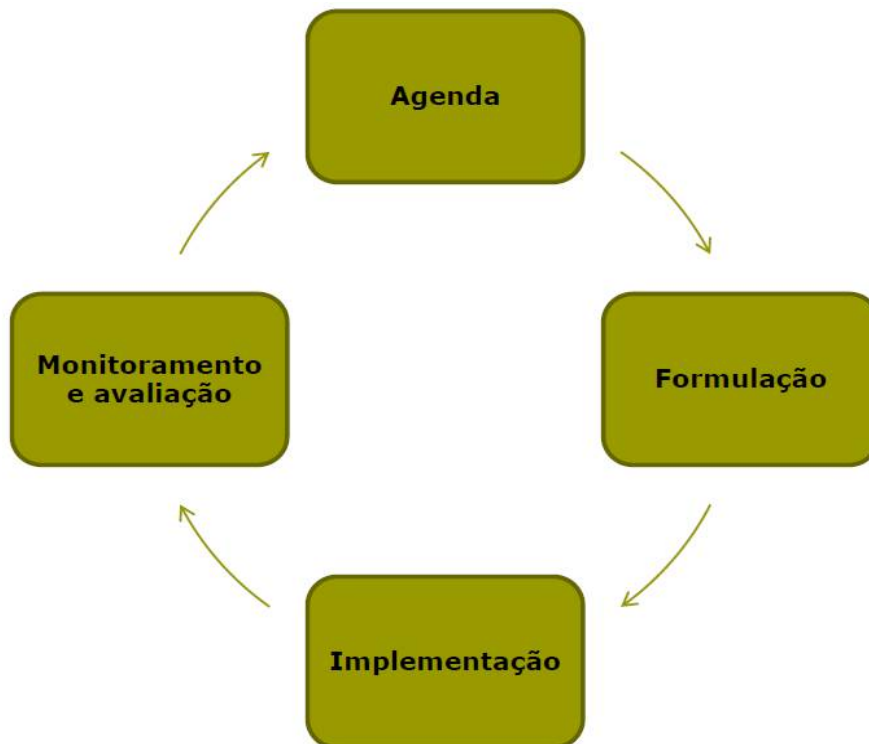 Agenda
Monitoramento
e avaliação
Formulação
Implementação